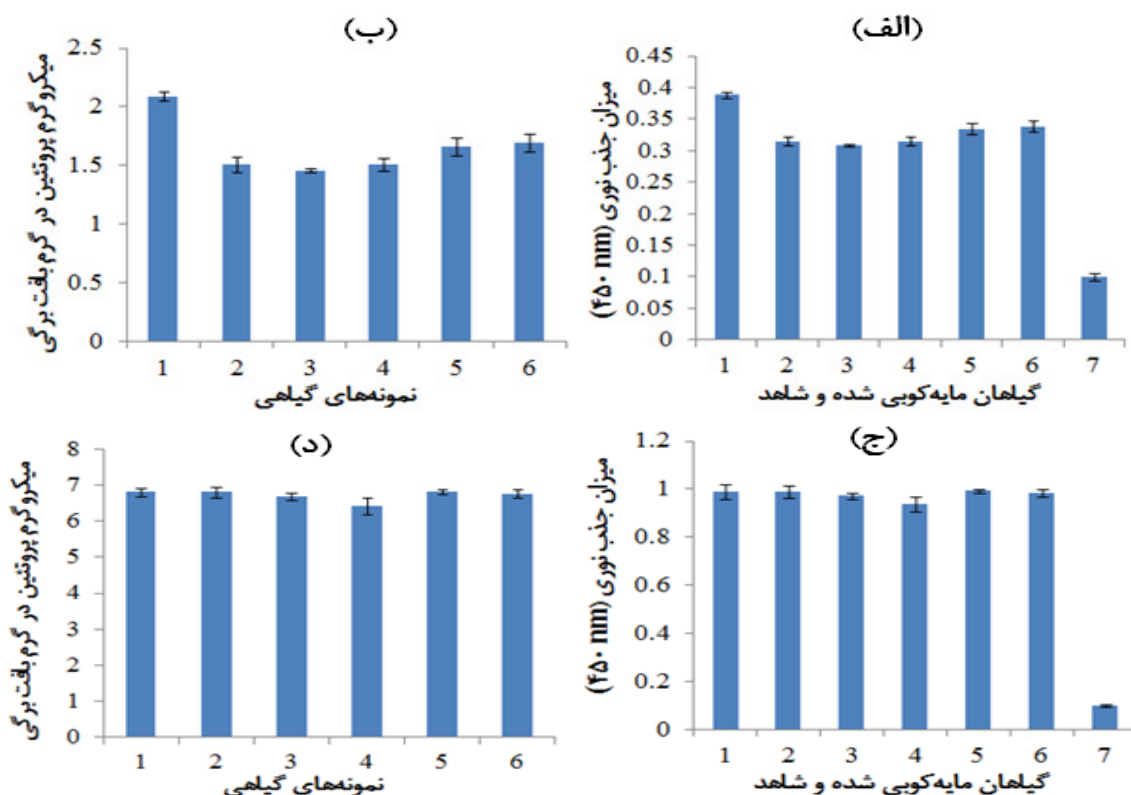 (الف)
میزان جذب نوری (۴۵۰ nm)
0.45
0.4
0.35
0.3
0.25
0.2
0.15
0.1
0.05
0
1 2 3 4 5 6 7
گیاهان مایه‌کوبی شده و شاهد
(ب)
میکروگرم پروتئین در گرم بافت برگی
2.5
2
1.5
1
0.5
0
1 2 3 4 5 6
نمونه‌های گیاهی
(ج)
میزان جذب نوری (۴۵۰ nm)
1.2
1
0.8
0.6
0.4
0.2
0
1 2 3 4 5 6 7
گیاهان مایه‌کوبی شده و شاهد
(د)
میکروگرم پروتئین در گرم بافت برگی
8
7
6
5
4
3
2
1
0
1 2 3 4 5 6
نمونه‌های گیاهی